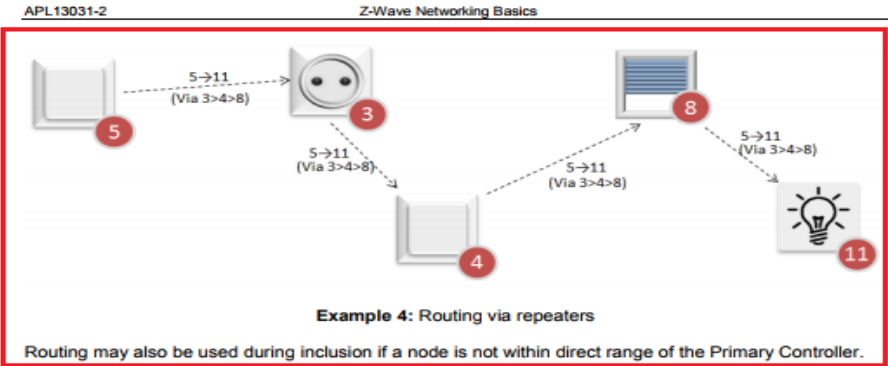 APL13031-2 Z-Wave Networking Basics
5→11
(Via 3>4>8)
5
3
5→11
(Via 3>4>8)
4
5→11
(Via 3>4>8)
8
5→11
(Via 3>4>8)
11
Example 4: Routing via repeaters
Routing may also be used during inclusion if a node is not within direct range of the Primary Controller.